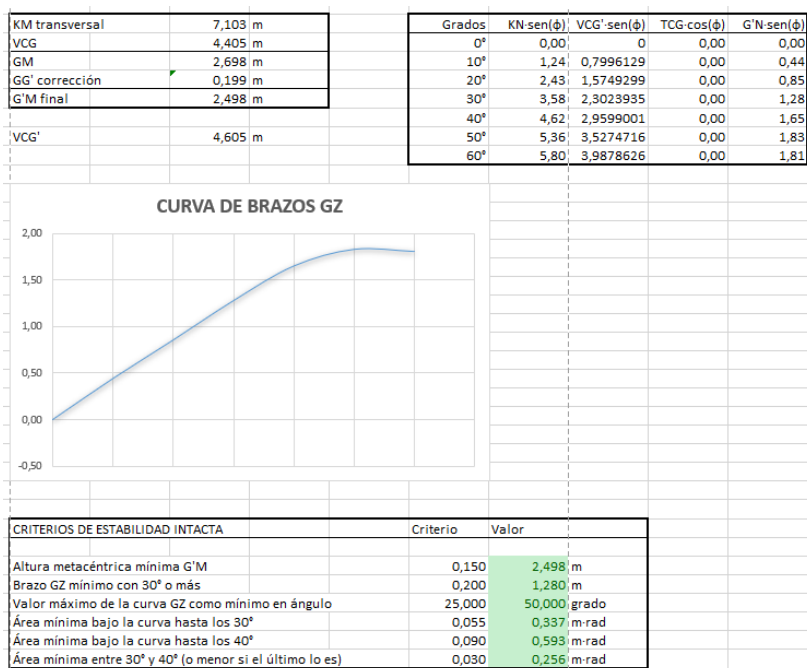 KM transversal 7,103 m
VCG 4,405 m
GM 2,698 m
GG' corrección 0,199 m
G'M final 2,498 m
VCG' 4,605 m
Grados KN·sen(ϕ) VCG'·sen(ϕ) TCG·cos(ϕ) G'N·sen(ϕ)
0° 0,00 0 0,00 0,00
10° 1,24 0,7996129 0,00 0,44
20° 2,43 1,5749299 0,00 0,85
30° 3,58 2,3023935 0,00 1,28
40° 4,62 2,9599001 0,00 1,65
50° 5,36 3,5274716 0,00 1,83
60° 5,80 3,9878626 0,00 1,81
CURVA DE BRAZOS GZ
2,00
1,50
1,00
0,50
0,00
-0,50
CRITERIOS DE ESTABILIDAD INTACTA Criterio Valor
Altura metacéntrica mínima G'M 0,150 2,498 m
Brazo GZ mínimo con 30° o más 0,200 1,280 m
Valor máximo de la curva GZ como mínimo en ángulo 25,000 50,000 grado
Área mínima bajo la curva hasta los 30° 0,055 0,337 m·rad
Área mínima bajo la curva hasta los 40° 0,090 0,593 m·rad
Área mínima entre 30° y 40° (o menor si el último lo es) 0,030 0,256 m·rad